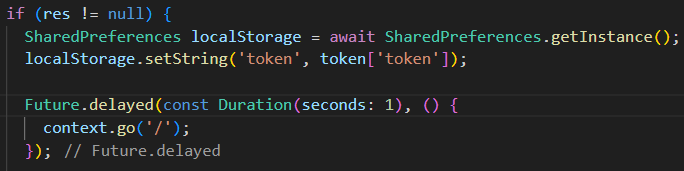 if (res != null) {
SharedPreferences localStorage = await SharedPreferences.getInstance();
localStorage.setString('token', token['token']);
Future.delayed(const Duration(seconds: 1), () {
context.go('/');
}); // Future.delayed